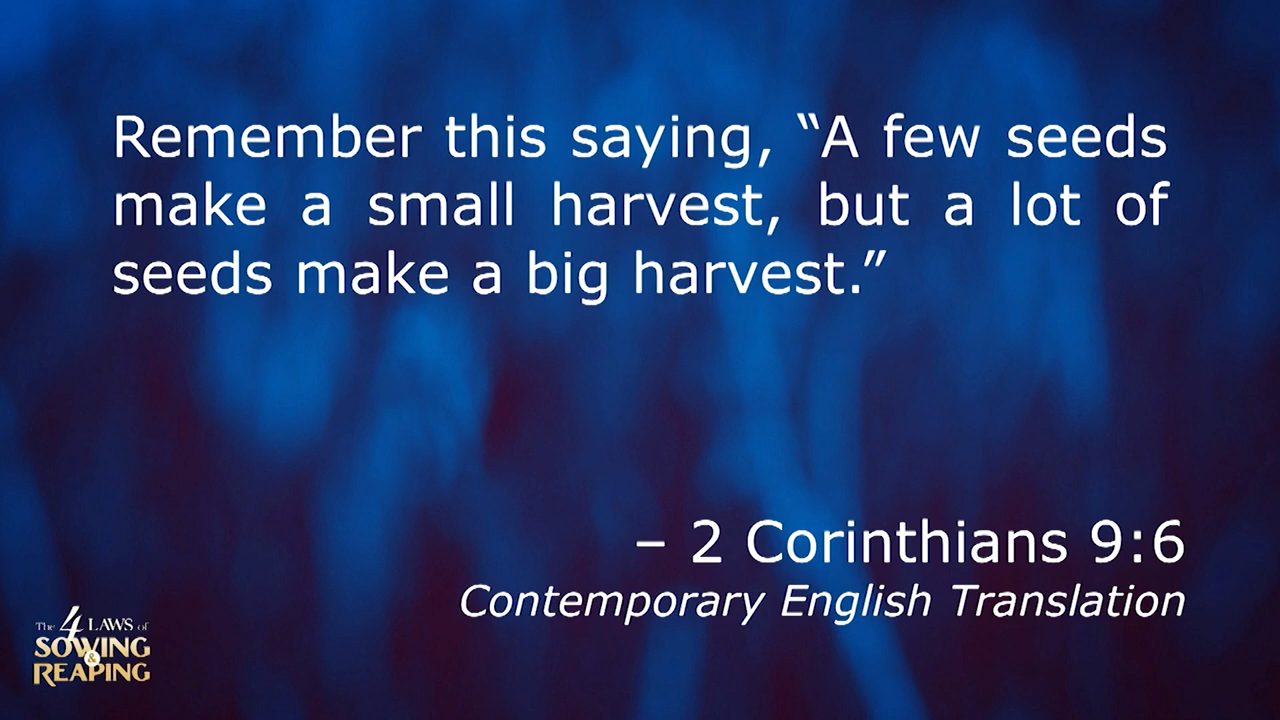 Remember this saying, “A few seeds
make a small harvest, but a lot of
seeds make a big harvest.”
– 2 Corinthians 9:6
Contemporary English Translation
The 4 LAWS of
SOWING
&
REAPING